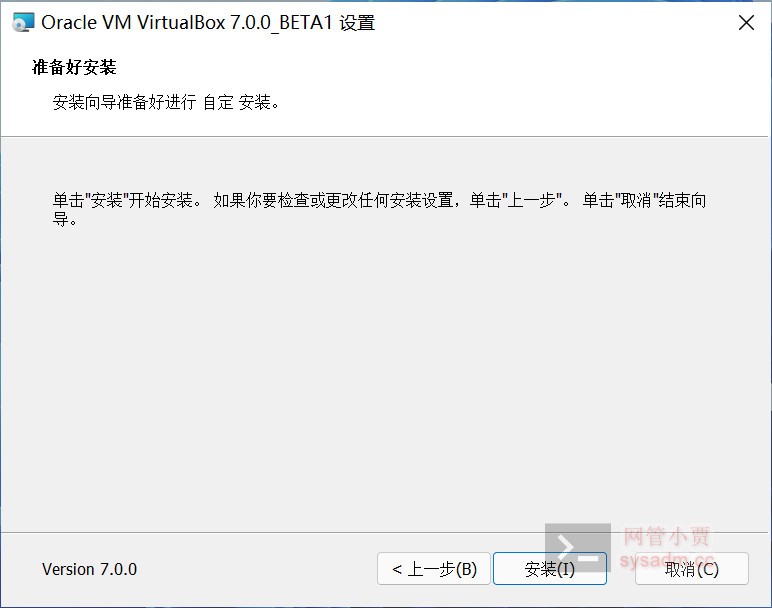 Oracle VM VirtualBox 7.0.0_BETA1 设置
准备好安装
安装向导准备好进行 自定 安装。
单击"安装"开始安装。 如果你要检查或更改任何安装设置，单击"上一步"。 单击"取消"结束向
导。
网管小贾
sysadm.cc
Version 7.0.0
< 上一步(B)
安装(I)
取消(C)